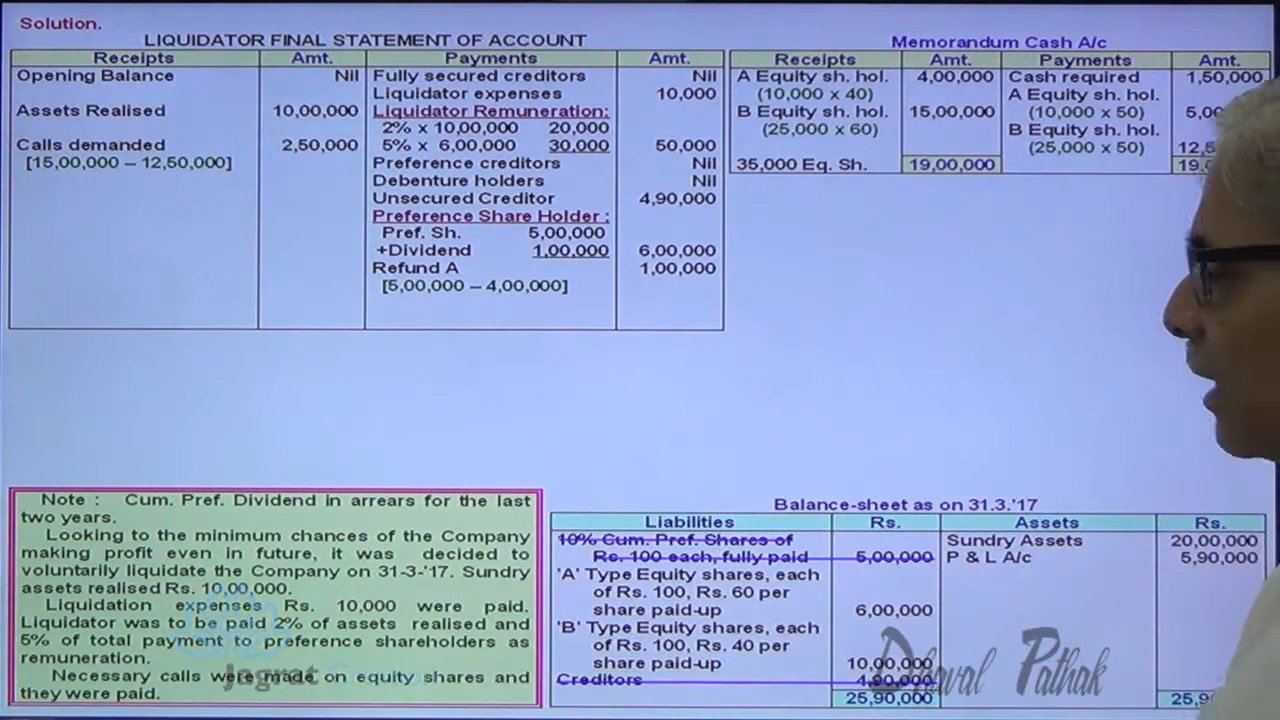 Solution.
LIQUIDATOR FINAL STATEMENT OF ACCOUNT
Receipts Amt. Payments Amt.
Opening Balance Nil Fully secured creditors Nil
Liquidator expenses 10,000
Assets Realised 10,00,000 Liquidator Remuneration:
2% x 10,00,000 20,000
Calls demanded 2,50,000 5% x 6,00,000 30,000 50,000
[15,00,000 – 12,50,000] Preference creditors Nil
Debenture holders Nil
Unsecured Creditor 4,90,000
Preference Share Holder :
Pref. Sh. 5,00,000
+Dividend 1,00,000 6,00,000
Refund A 1,00,000
[5,00,000 – 4,00,000]
Memorandum Cash A/c
Receipts Amt. Payments Amt.
A Equity sh. hol. 4,00,000 Cash required 1,50,000
(10,000 x 40) A Equity sh. hol.
B Equity sh. hol. 15,00,000 (10,000 x 50) 5,00
(25,000 x 60) B Equity sh. hol.
(25,000 x 50) 12,5
35,000 Eq. Sh. 19,00,000 19,0
Note : Cum. Pref. Dividend in arrears for the last
two years.
Looking to the minimum chances of the Company
making profit even in future, it was decided to
voluntarily liquidate the Company on 31-3-'17. Sundry
assets realised Rs. 10,00,000.
Liquidation expenses Rs. 10,000 were paid.
Liquidator was to be paid 2% of assets realised and
5% of total payment to preference shareholders as
remuneration.
Necessary calls were made on equity shares and
they were paid.
Jagrat
Balance-sheet as on 31.3.'17
Liabilities Rs. Assets Rs.
10% Cum. Pref. Shares of Sundry Assets 20,00,000
Rs. 100 each, fully paid 5,00,000 P & L A/c 5,90,000
'A' Type Equity shares, each
of Rs. 100, Rs. 60 per
share paid-up 6,00,000
'B' Type Equity shares, each
of Rs. 100, Rs. 40 per
share paid-up 10,00,000
Creditors 4,90,000
25,90,000 25,9
Dhaval Pathak